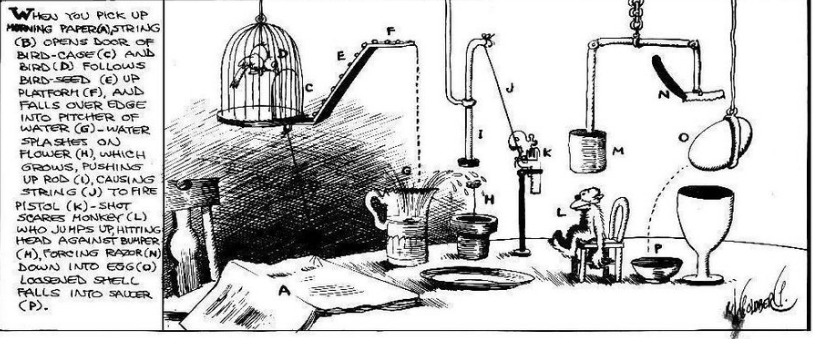 WHEN YOU PICK UP
MORNING PAPER(A), STRING
(B) OPENS DOOR OF
BIRD-CAGE (C) AND
BIRD (D) FOLLOWS
BIRD-SEED (E) UP
PLATFORM (F), AND
FALLS OVER EDGE
INTO PITCHER OF
WATER (G)-WATER
SPLASHES ON
FLOWER (H), WHICH
GROWS, PUSHING
UP ROD (I), CAUSING
STRING (J) TO FIRE
PISTOL (K)-SHOT
SCARES MONKEY (L)
WHO JUMPS UP, HITTING
HEAD AGAINST BUMPER
(M), FORCING RAZOR (N)
DOWN INTO EGG (O)
LOOSENED SHELL
FALLS INTO SAUCER
(P).
F
E
D
C
J
N
I
O
K
M
G
H
L
P
A
GOLDBERG